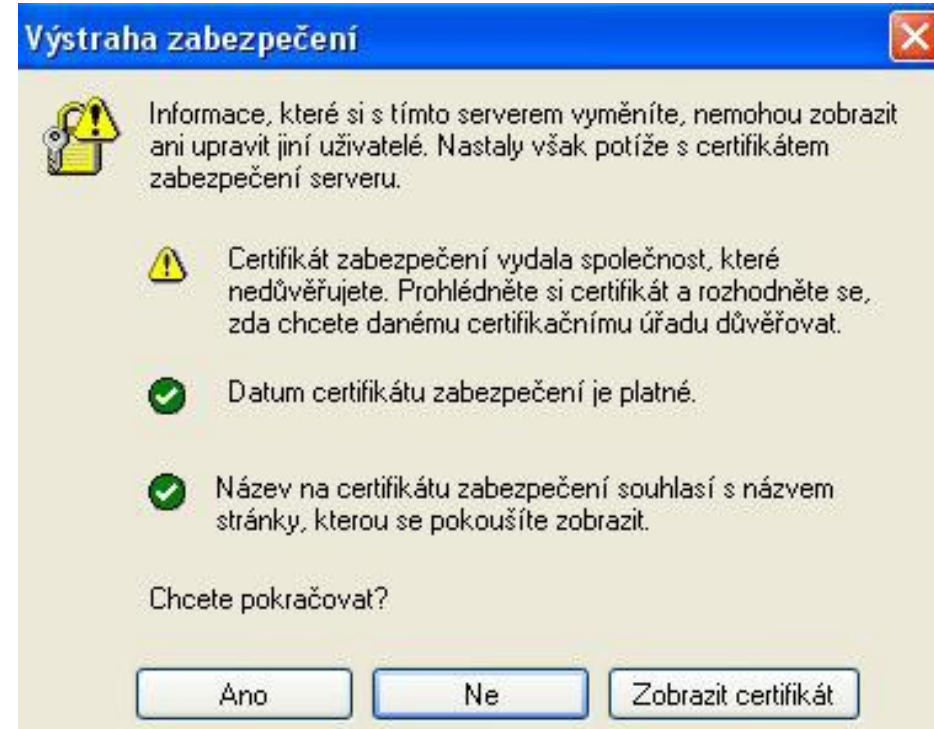 Výstraha zabezpečení
Informace, které si s tímto serverem vyměníte, nemohou zobrazit
ani upravit jiní uživatelé. Nastaly však potíže s certifikátem
zabezpečení serveru.
Certifikát zabezpečení vydala společnost, které
nedůvěřujete. Prohlédněte si certifikát a rozhodněte se,
zda chcete danému certifikačnímu úřadu důvěřovat.
Datum certifikátu zabezpečení je platné.
Název na certifikátu zabezpečení souhlasí s názvem
stránky, kterou se pokoušíte zobrazit.
Chcete pokračovat?
Ano
Ne
Zobrazit certifikát